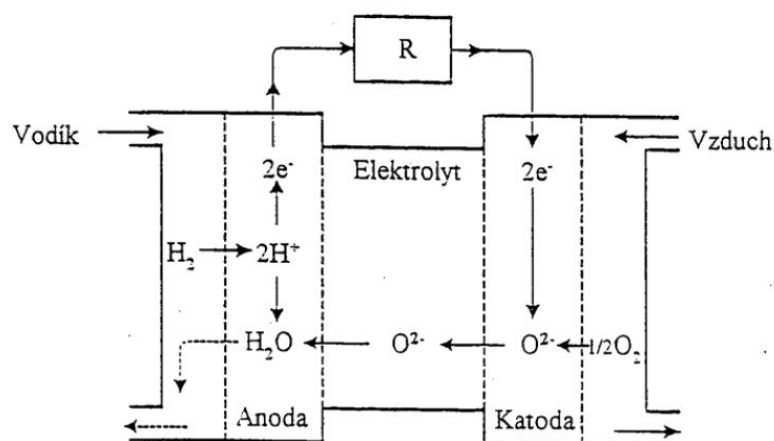 R
Vodík
Vzduch
2e⁻
Elektrolyt
2e⁻
H₂
2H⁺
H₂O
O²⁻
O²⁻
1/2O₂
Anoda
Katoda